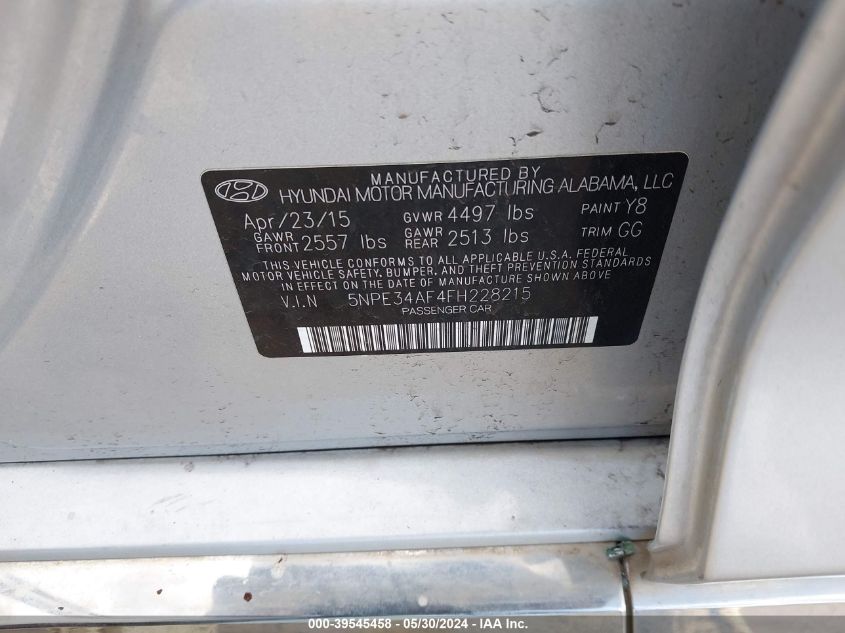 MANUFACTURED BY
HYUNDAI MOTOR MANUFACTURING ALABAMA, LLC
Apr/23/15 GVWR 4497 lbs PAINT Y8
GAWR FRONT 2557 lbs GAWR REAR 2513 lbs TRIM GG
THIS VEHICLE CONFORMS TO ALL APPLICABLE U.S.A. FEDERAL
MOTOR VEHICLE SAFETY, BUMPER, AND THEFT PREVENTION STANDARDS
IN EFFECT ON THE DATE OF MANUFACTURE SHOWN ABOVE
V.I.N 5NPE34AF4FH228215
PASSENGER CAR
000-39545458 - 05/30/2024 - IAA Inc.